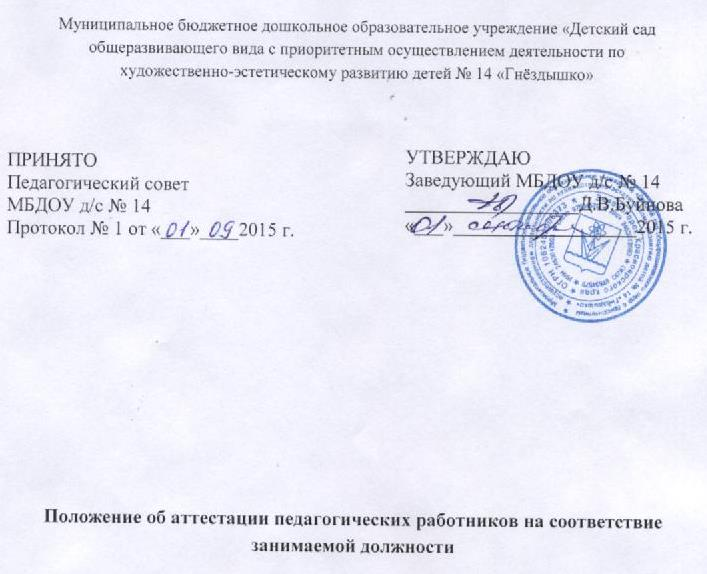 Муниципальное бюджетное дошкольное образовательное учреждение «Детский сад
общеразвивающего вида с приоритетным осуществлением деятельности по
художественно-эстетическому развитию детей № 14 «Гнёздышко»
ПРИНЯТО
Педагогический совет
МБДОУ д/с № 14
Протокол № 1 от «01» 09 2015 г.
УТВЕРЖДАЮ
Заведующий МБДОУ д/с № 14
Д.В.Буйнова
«01» сентября 2015 г.
Положение об аттестации педагогических работников на соответствие
занимаемой должности